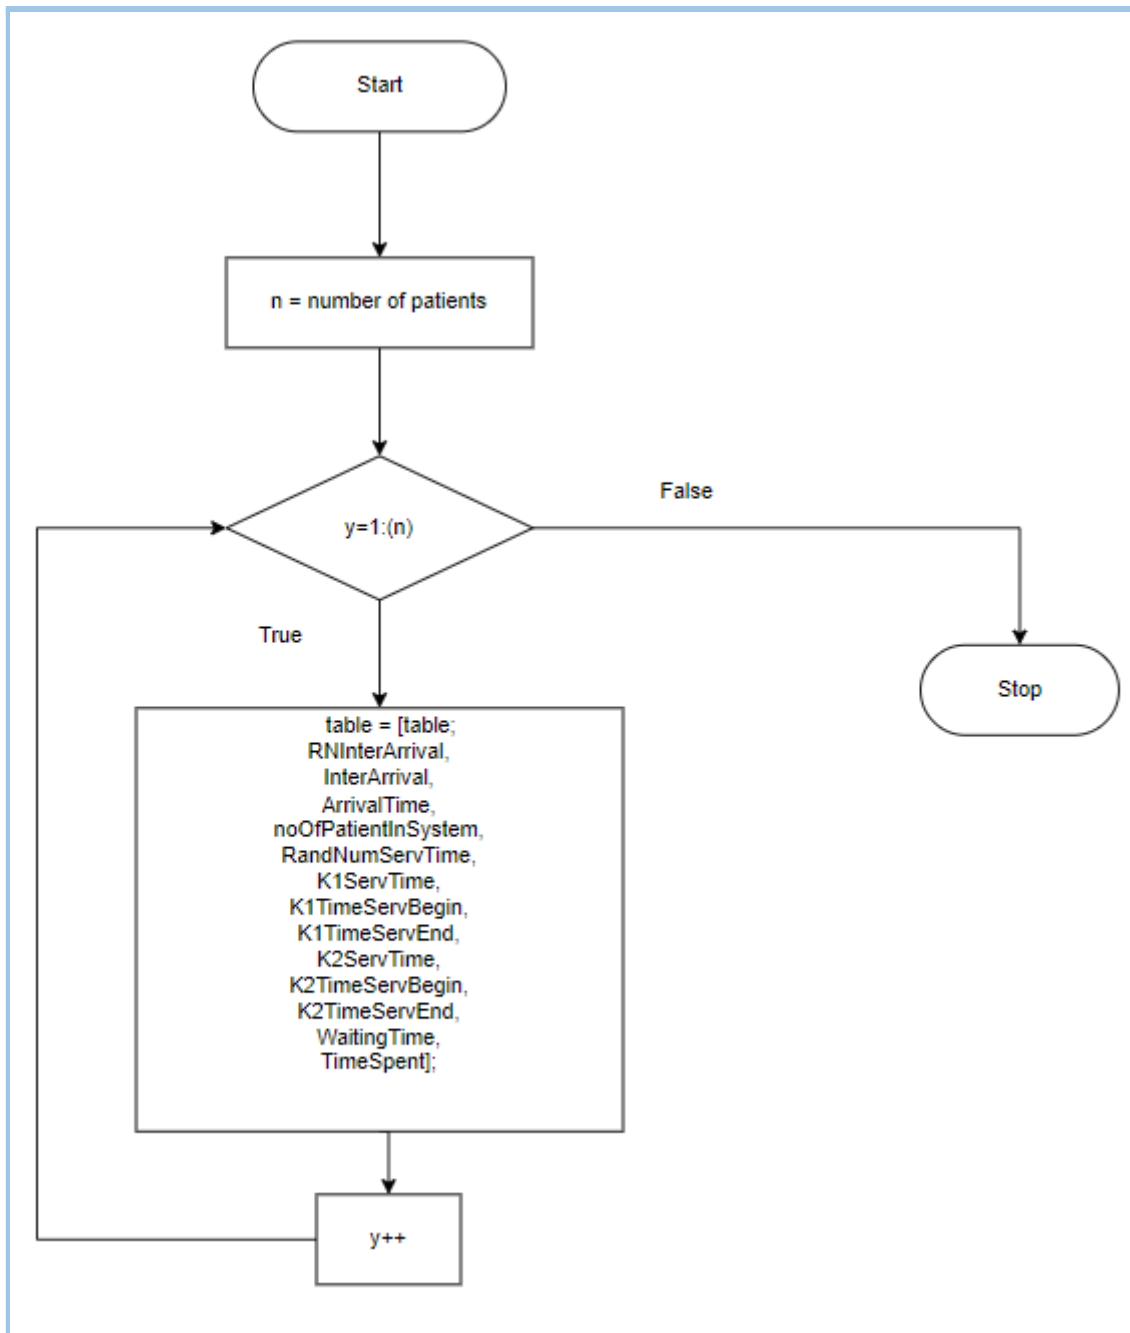 Start
n = number of patients
y=1:(n)
False
True
Stop
table = [table;
RNInterArrival,
InterArrival,
ArrivalTime,
noOfPatientInSystem,
RandNumServTime,
K1ServTime,
K1TimeServBegin,
K1TimeServEnd,
K2ServTime,
K2TimeServBegin,
K2TimeServEnd,
WaitingTime,
TimeSpent];
y++